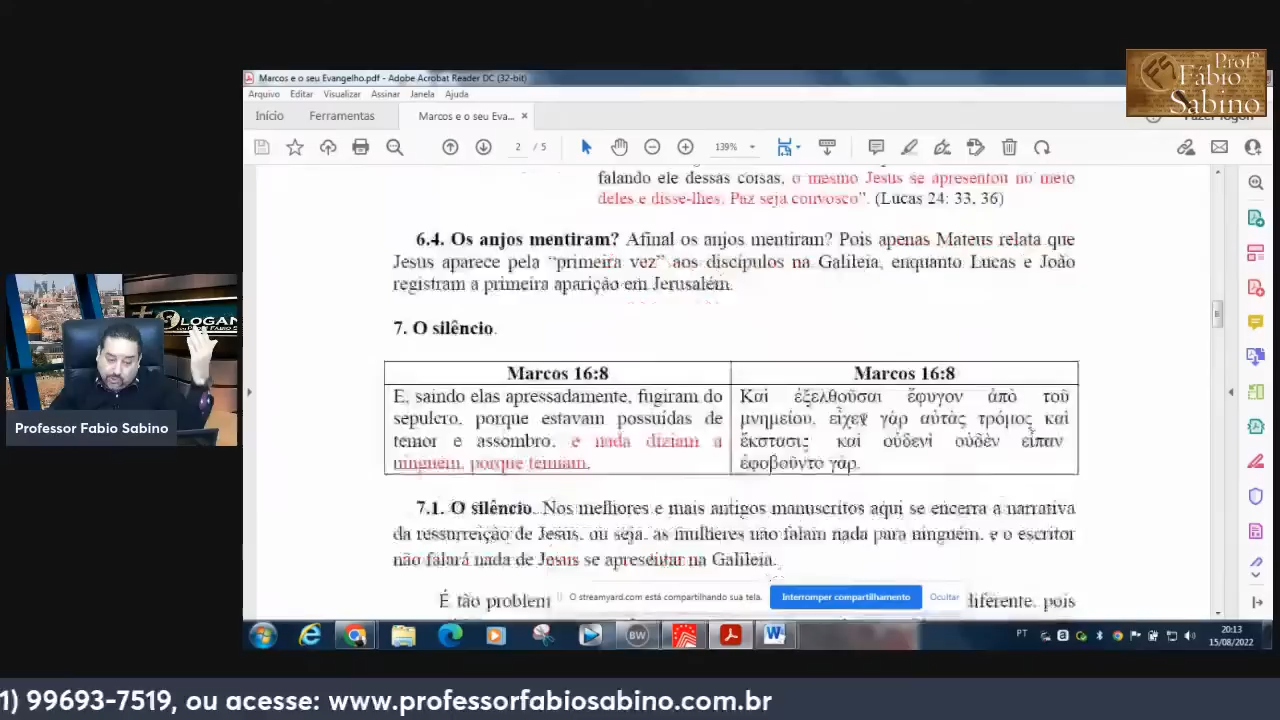 Prof
Fábio
Sabino
Marcos e o seu Evangelho.pdf - Adobe Acrobat Reader DC (32-bit)
Arquivo Editar Visualizar Assinar Janela Ajuda
Início Ferramentas Marcos e o seu Eva... ×
2 / 5 139%
falando ele dessas coisas, o mesmo Jesus se apresentou no meio
deles e disse-lhes, Paz seja convosco”. (Lucas 24: 33, 36)
6.4. Os anjos mentiram? Afinal os anjos mentiram? Pois apenas Mateus relata que
Jesus aparece pela “primeira vez” aos discípulos na Galileia, enquanto Lucas e João
registram a primeira aparição em Jerusalém.
7. O silêncio.
Marcos 16:8
E, saindo elas apressadamente, fugiram do
sepulcro, porque estavam possuídas de
temor e assombro, e nada diziam a
ninguém, porque temiam.
Marcos 16:8
Καὶ ἐξελθοῦσαι ἔφυγον ἀπὸ τοῦ
μνημείου, εἶχεν γὰρ αὐτὰς τρόμος καὶ
ἔκστασις καὶ οὐδενὶ οὐδὲν εἶπαν
ἐφοβοῦντο γάρ.
7.1. O silêncio. Nos melhores e mais antigos manuscritos aqui se encerra a narrativa
da ressurreição de Jesus, ou seja, as mulheres não falam nada para ninguém, e o escritor
não falará nada de Jesus se apresentar na Galileia.
É tão problem
diferente, pois
O streamyard.com está compartilhando sua tela. Interromper compartilhamento Ocultar
LOGAN
Professor Fabio Sabino
BW PT 20:13
15/08/2022
1) 99693-7519, ou acesse: www.professorfabiosabino.com.br